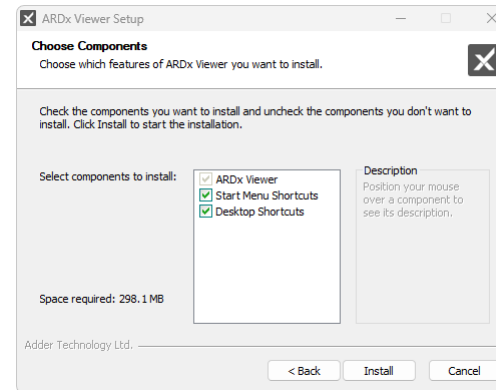 ARDx Viewer Setup
Choose Components
Choose which features of ARDx Viewer you want to install.
Check the components you want to install and uncheck the components you don't want to
install. Click Install to start the installation.
Select components to install:
ARDx Viewer
Start Menu Shortcuts
Desktop Shortcuts
Description
Position your mouse
over a component to
see its description.
Space required: 298.1MB
Adder Technology Ltd.
< Back
Install
Cancel